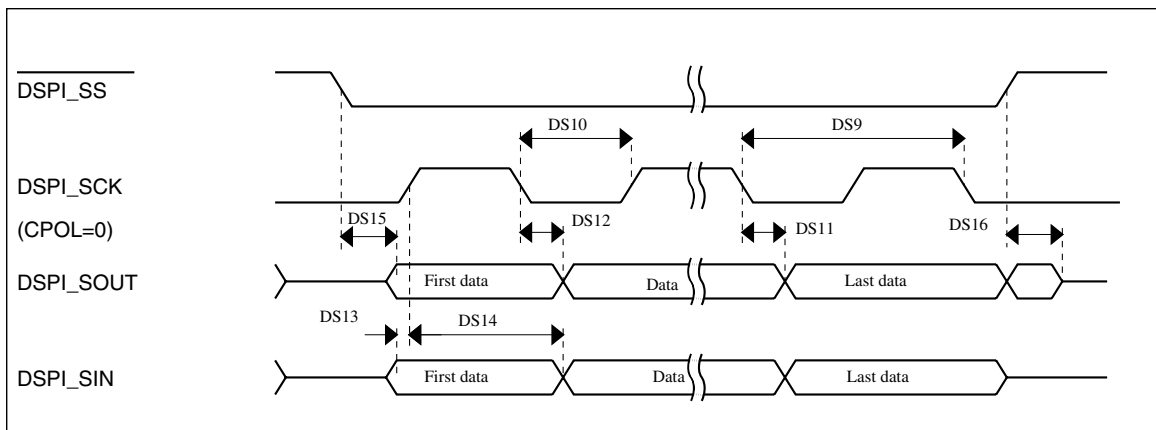 DSPI_SS
DS10
DS9
DSPI_SCK
(CPOL=0)
DS15
DS12
DS11
DS16
DSPI_SOUT
First data
Data
Last data
DS13
DS14
DSPI_SIN
First data
Data
Last data